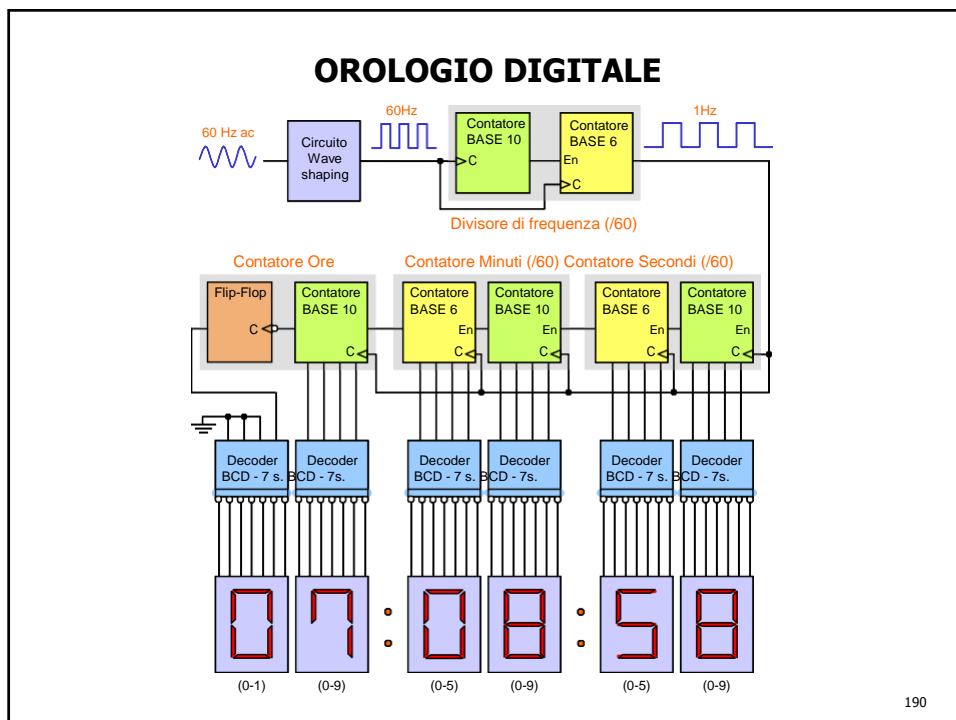 OROLOGIO DIGITALE
60 Hz ac
Circuito
Wave
shaping
60Hz
Contatore
BASE 10
C
Contatore
BASE 6
En
C
1Hz
Divisore di frequenza (/60)
Contatore Ore
Contatore Minuti (/60)
Contatore Secondi (/60)
Flip-Flop
C
Contatore
BASE 10
C
Contatore
BASE 6
En
C
Contatore
BASE 10
En
C
Contatore
BASE 6
En
C
Contatore
BASE 10
En
C
Decoder
BCD - 7 s.
Decoder
BCD - 7s.
Decoder
BCD - 7 s.
Decoder
BCD - 7s.
Decoder
BCD - 7 s.
Decoder
BCD - 7s.
07:08:58
(0-1)
(0-9)
(0-5)
(0-9)
(0-5)
(0-9)
190